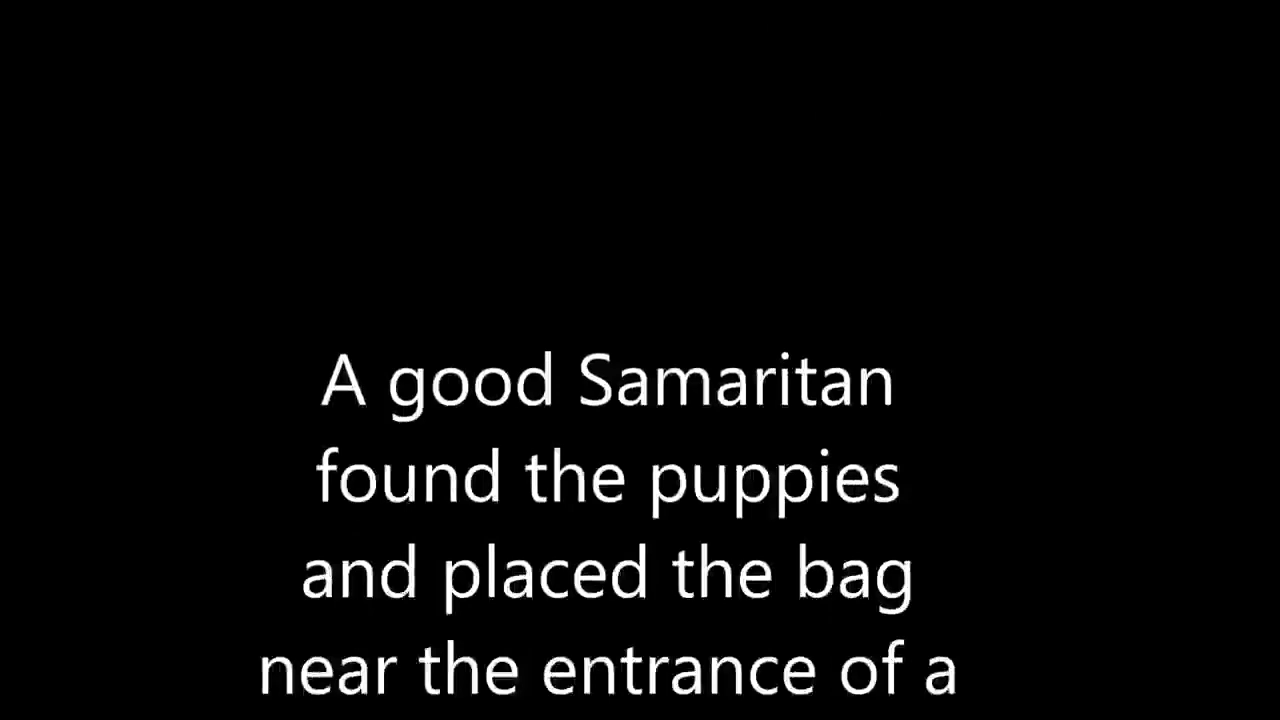 A good Samaritan
found the puppies
and placed the bag
near the entrance of a